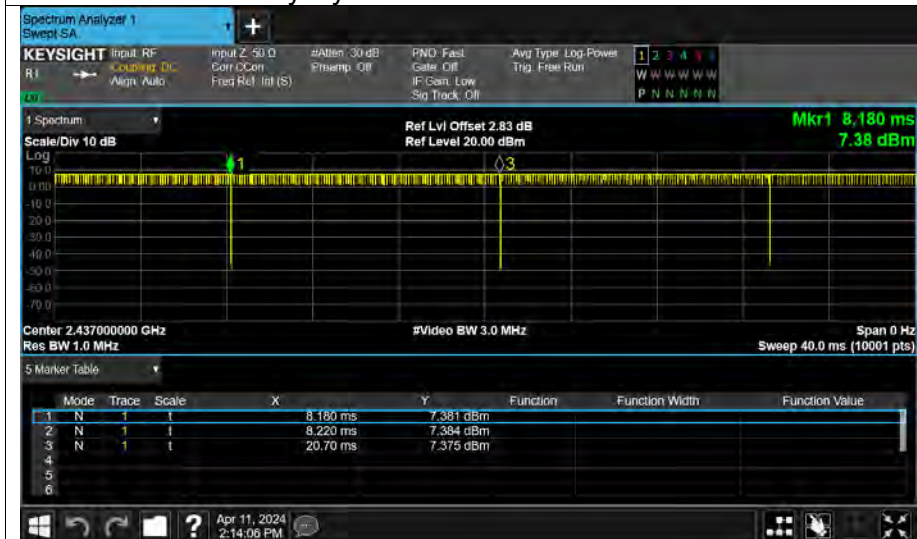 Spectrum Analyzer 1
Swept SA
+
KEYSIGHT Input: RF Input Z: 50 Ω #Atten: 30 dB PNO: Fast Avg Type: Log-Power 1 2 3 4 5 6
Coupling: DC Corr CCorr Preamp: Off Gate: Off Trig: Free Run W W W W W W
Align: Auto Freq Ref: Int (S) IF Gain: Low P N N N N N
Sig Track: Off
1 Spectrum
Ref Lvl Offset 2.83 dB Mkr1 8.180 ms
Scale/Div 10 dB Ref Level 20.00 dBm 7.38 dBm
Log
10.0
0.00
-10.0
-20.0
-30.0
-40.0
-50.0
-60.0
-70.0
1
3
Center 2.437000000 GHz #Video BW 3.0 MHz Span 0 Hz
Res BW 1.0 MHz Sweep 40.0 ms (10001 pts)
5 Marker Table
Mode Trace Scale X Y Function Function Width Function Value
1 N 1 t 8.180 ms 7.381 dBm
2 N 1 t 8.220 ms 7.384 dBm
3 N 1 t 20.70 ms 7.375 dBm
4
5
6
? Apr 11, 2024
2:14:06 PM